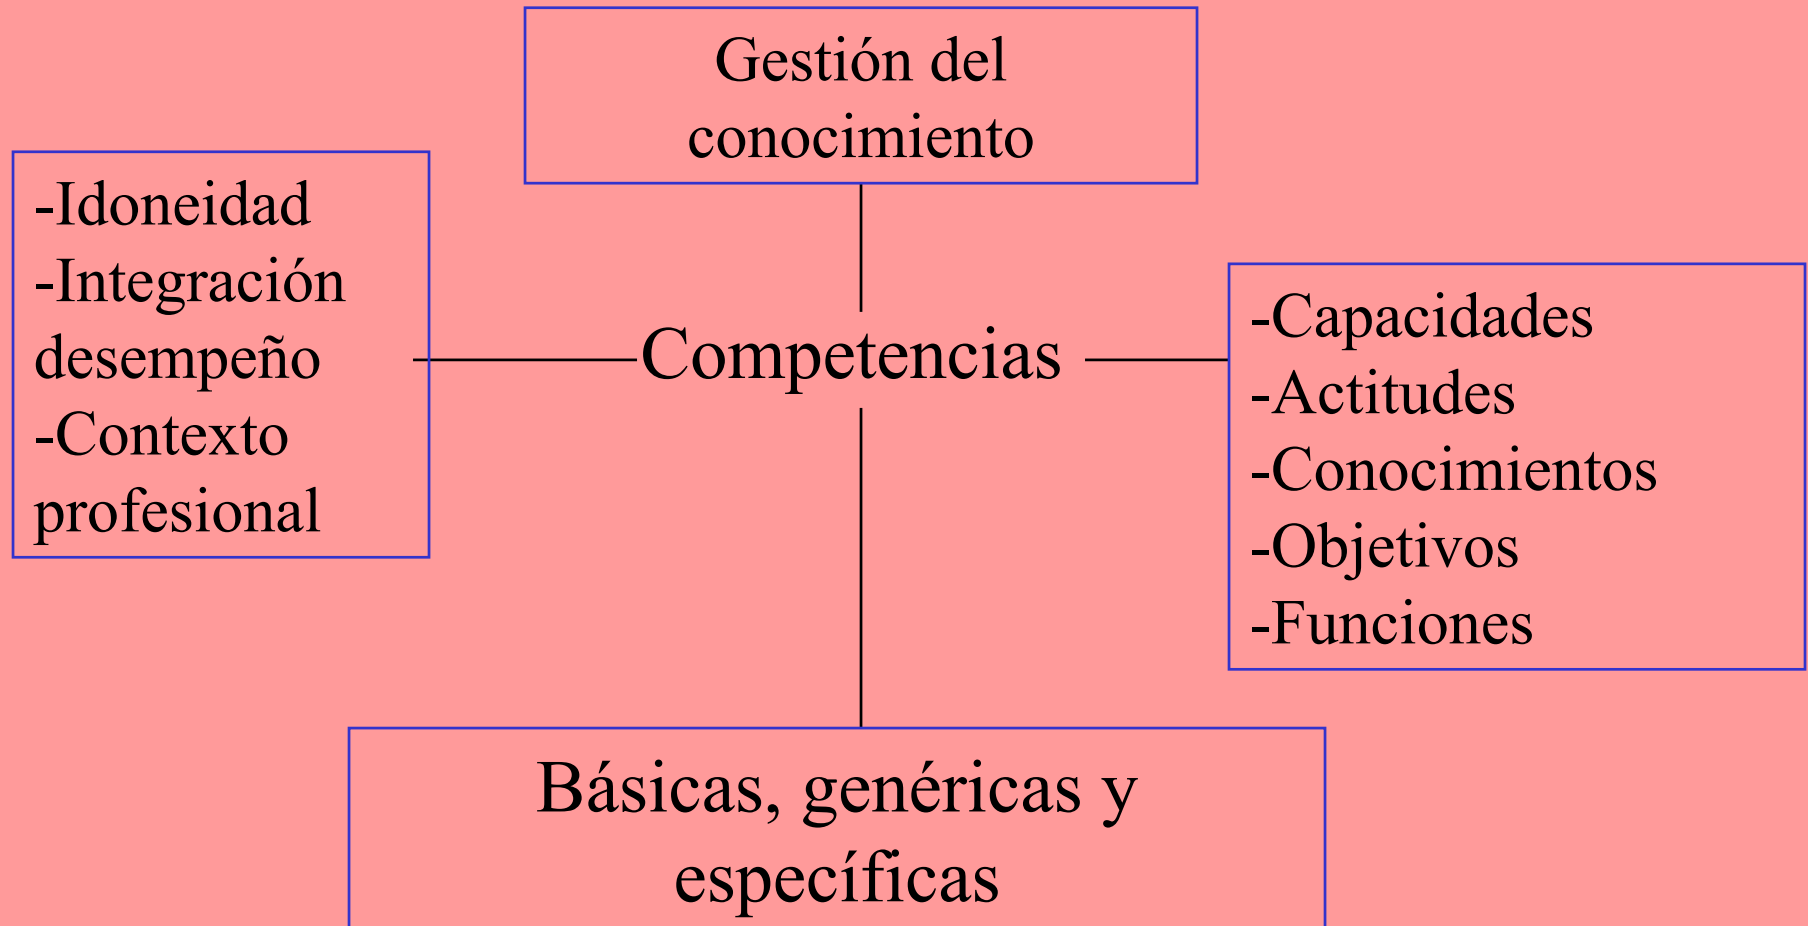 Gestión del
conocimiento
-Idoneidad
-Integración
desempeño
-Contexto
profesional
Competencias
-Capacidades
-Actitudes
-Conocimientos
-Objetivos
-Funciones
Básicas, genéricas y
específicas